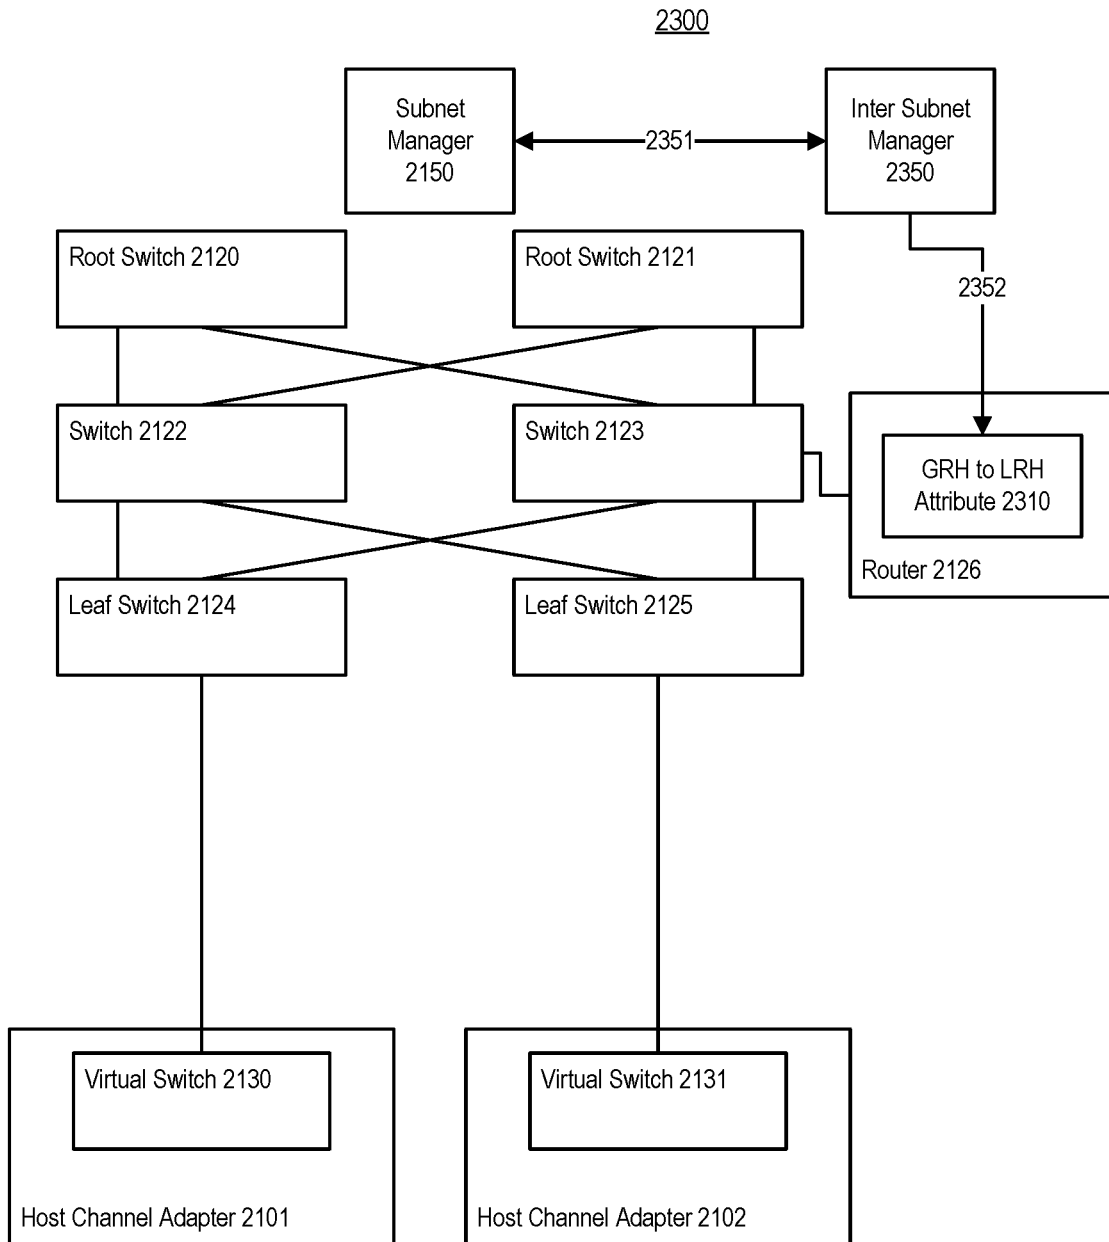 2300
Subnet
Manager
2150
2351
Inter Subnet
Manager
2350
Root Switch 2120
Root Switch 2121
2352
Switch 2122
Switch 2123
GRH to LRH
Attribute 2310
Router 2126
Leaf Switch 2124
Leaf Switch 2125
Virtual Switch 2130
Virtual Switch 2131
Host Channel Adapter 2101
Host Channel Adapter 2102